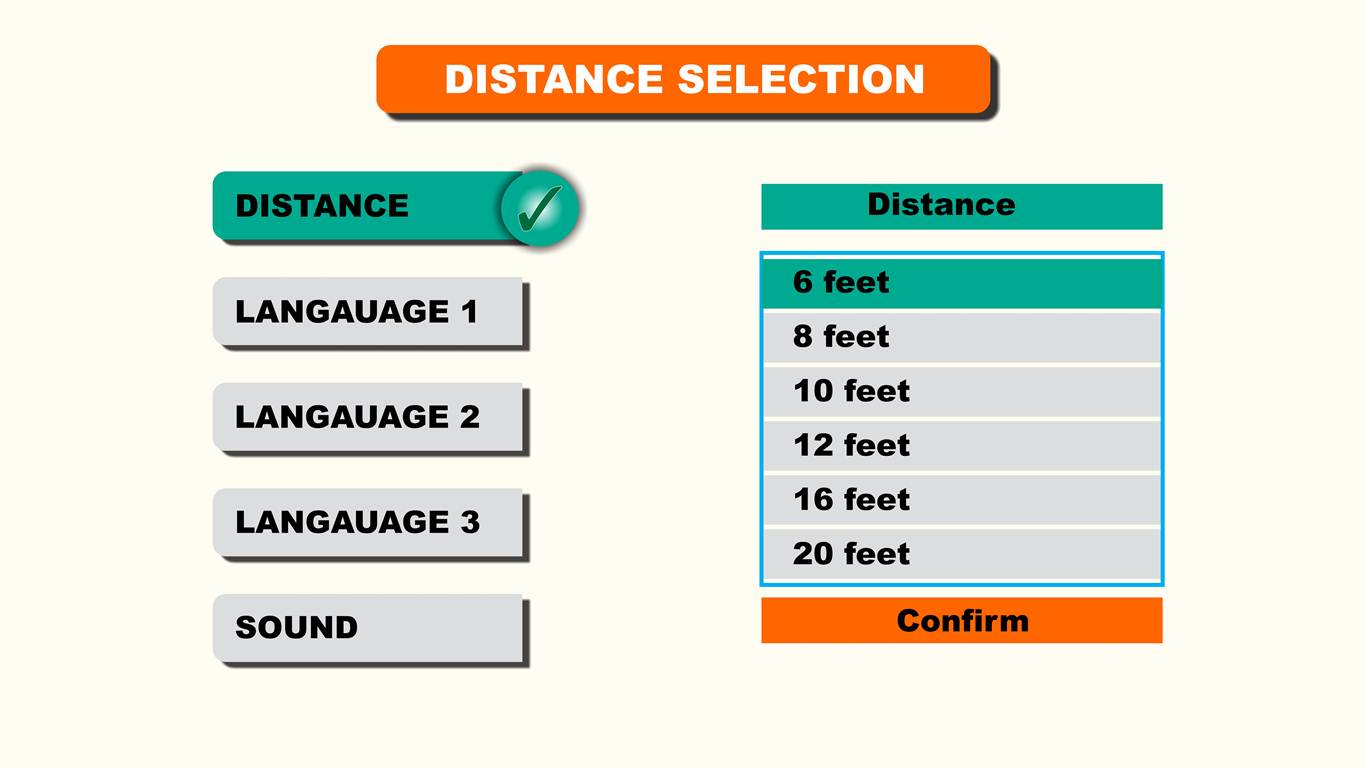 DISTANCE SELECTION
DISTANCE
LANGAUAGE 1
LANGAUAGE 2
LANGAUAGE 3
SOUND
Distance
6 feet
8 feet
10 feet
12 feet
16 feet
20 feet
Confirm